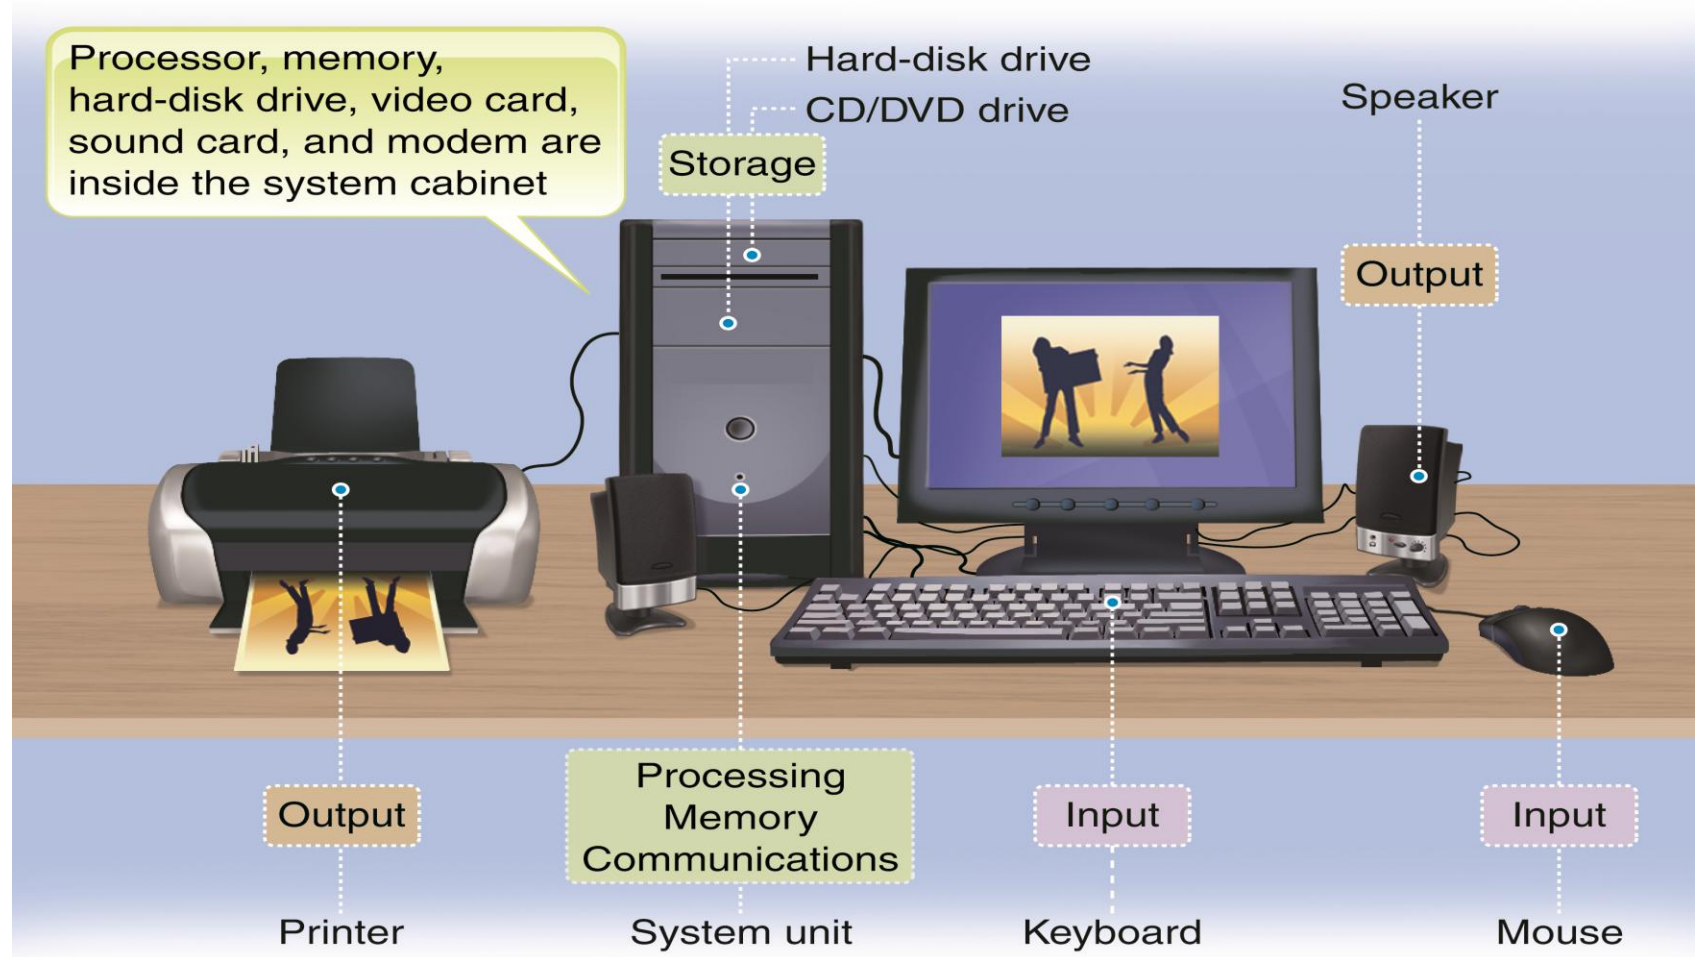 Processor, memory,
hard-disk drive, video card,
sound card, and modem are
inside the system cabinet
Hard-disk drive
CD/DVD drive
Storage
Speaker
Output
Output
Printer
Processing
Memory
Communications
System unit
Input
Keyboard
Input
Mouse